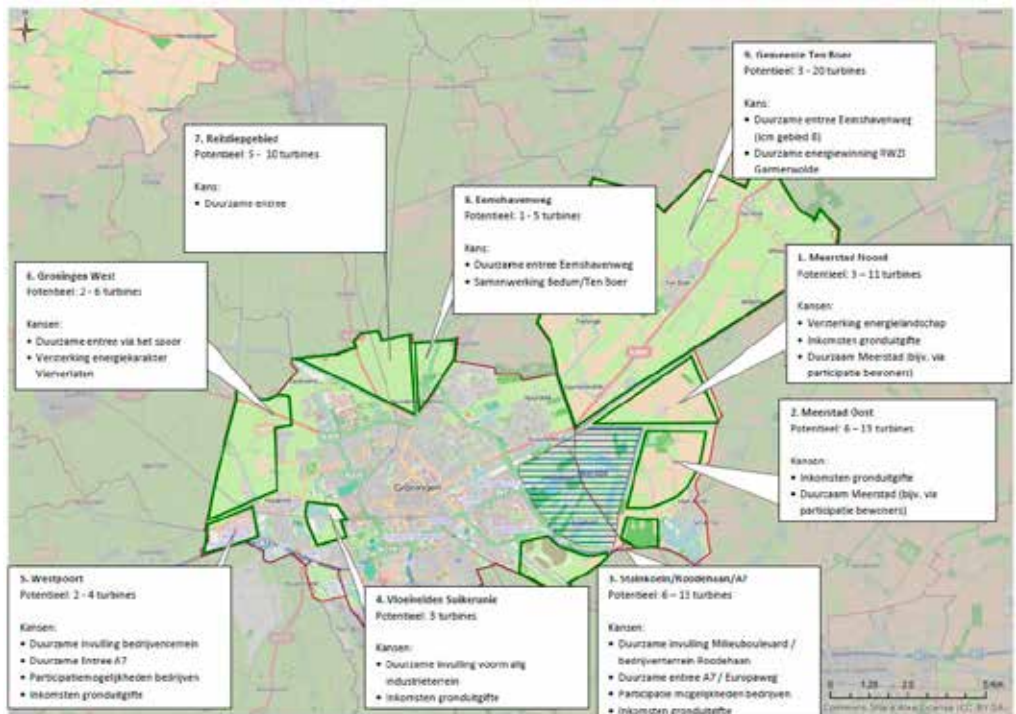 9. Gemeente Ten Boer
Potentieel: 3 - 20 turbines
Kans:
• Duurzame entree Eemshavenweg
(icm gebied 8)
• Duurzame energiewinning RWZI
Garmerwolde
7. Reitdiepgebied
Potentieel: 5 - 10 turbines
Kans:
• Duurzame entree
8. Eemshavenweg
Potentieel: 1 - 5 turbines
Kans:
• Duurzame entree Eemshavenweg
• Samenwerking Bedum/Ten Boer
1. Meerstad Noord
Potentieel: 3 – 11 turbines
Kansen:
• Versterking energielandschap
• Inkomsten gronduitgifte
• Duurzaam Meerstad (bijv. via
participatie bewoners)
6. Groningen West
Potentieel: 2 - 6 turbines
Kansen:
• Duurzame entree via het spoor
• Versterking energiekarakter
Vierverlaten
2. Meerstad Oost
Potentieel: 6 – 15 turbines
Kansen:
• Inkomsten gronduitgifte
• Duurzaam Meerstad (bijv. via
participatie bewoners)
Groningen
5. Westpoort
Potentieel: 2 - 4 turbines
Kansen:
• Duurzame invulling bedrijventerrein
• Duurzame Entree A7
• Participatiemogelijkheden bedrijven
• Inkomsten gronduitgifte
4. Vloeivelden Suikerunie
Potentieel: 3 turbines
Kansen:
• Duurzame invulling voormalig
industrieterrein
• Inkomsten gronduitgifte
3. Stainkoeln/Roodehaan/A7
Potentieel: 6 – 13 turbines
Kansen:
• Duurzame invulling Milieuboulevard /
bedrijventerrein Roodehaan
• Duurzame entree A7 / Europaweg
• Participatie mogelijkheden bedrijven
• Inkomsten gronduitgifte